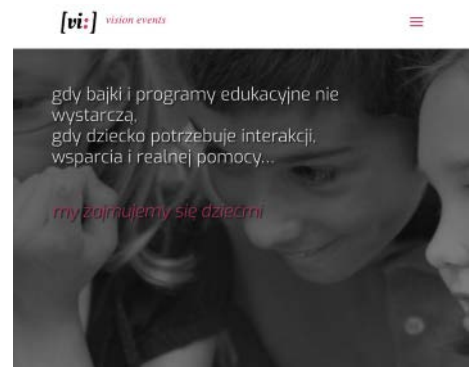 [vi:] vision events
gdy bajki i programy edukacyjne nie
wystarczą,
gdy dziecko potrzebuje interakcji,
wsparcia i realnej pomocy...
my zajmujemy się dziećmi